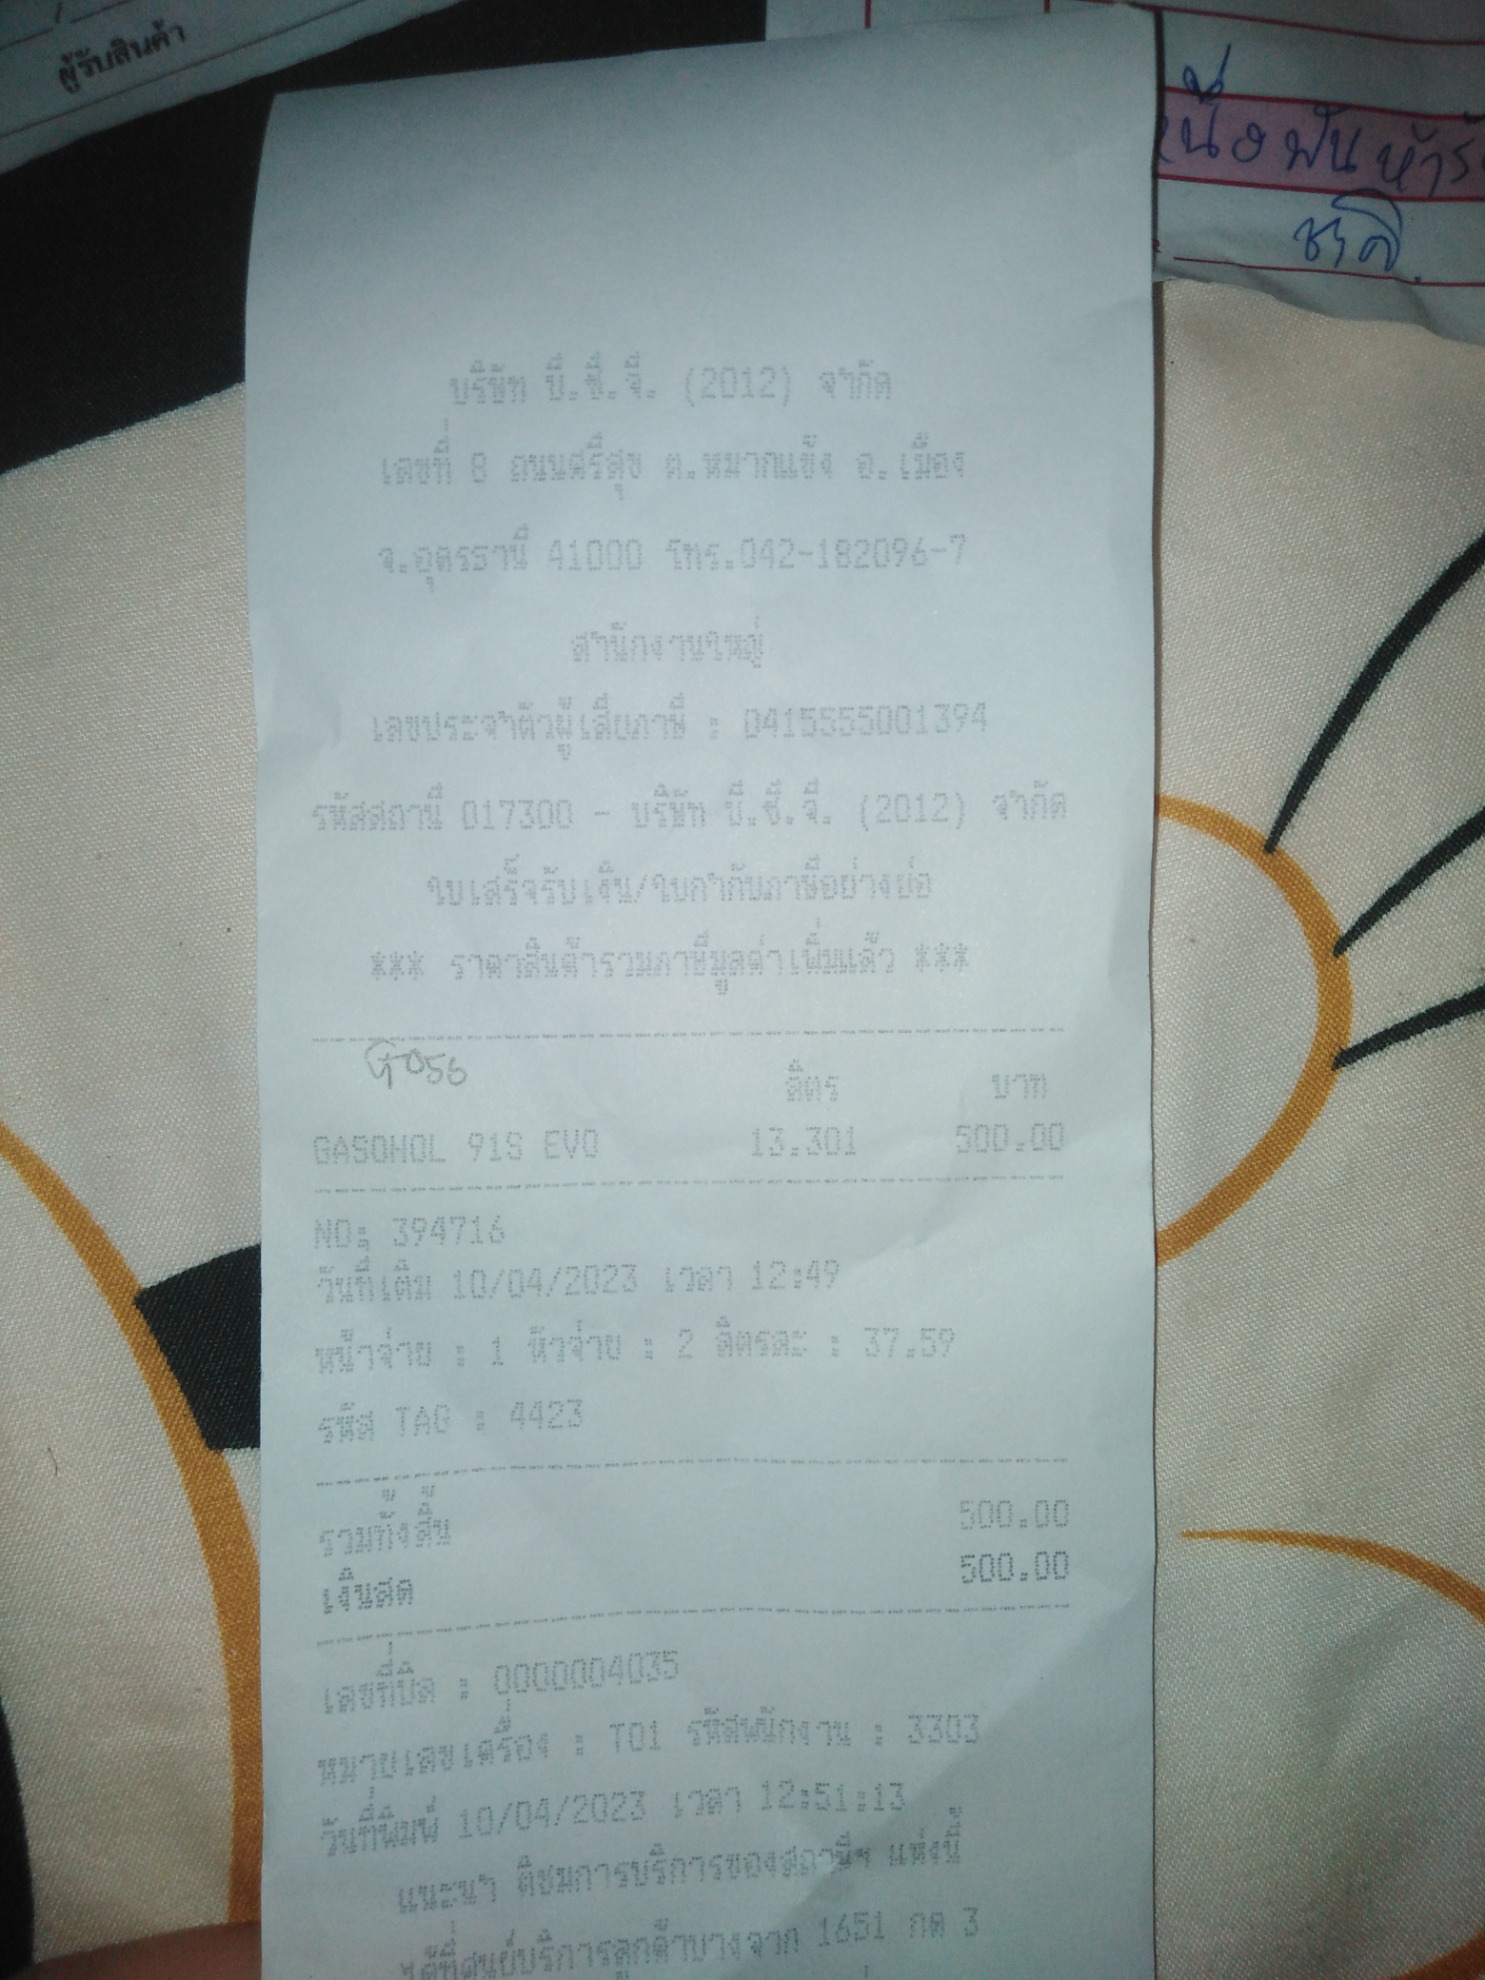 ผู้รับสินค้า
บริษัท บี.ซี.จี. (2012) จำกัด
เลขที่ 8 ถนนศรีสุข ต.หมากแข้ง อ.เมือง
จ.อุดรธานี 41000 โทร.042-182096-7
สำนักงานใหญ่
เลขประจำตัวผู้เสียภาษี : 0415555001394
รหัสสถานี 017300 - บริษัท บี.ซี.จี. (2012) จำกัด
ใบเสร็จรับเงิน/ใบกำกับภาษีอย่างย่อ
*** ราคาสินค้ารวมภาษีมูลค่าเพิ่มแล้ว ***
ลิตร บาท
GASOHOL 91S EVO 13.301 500.00
NO: 394716
วันที่เติม 10/04/2023 เวลา 12:49
หน้าจ่าย : 1 หัวจ่าย : 2 ลิตรละ : 37.59
รหัส TAG : 4423
รวมทั้งสิ้น 500.00
เงินสด 500.00
เลขที่บิล : 0000004035
หมายเลขเครื่อง : T01 รหัสพนักงาน : 3303
วันที่พิมพ์ 10/04/2023 เวลา 12:51:13
แนะนำ ติชมการบริการของสถานีฯ แห่งนี้
ได้ที่ศูนย์บริการลูกค้าบางจาก 1651 กด 3